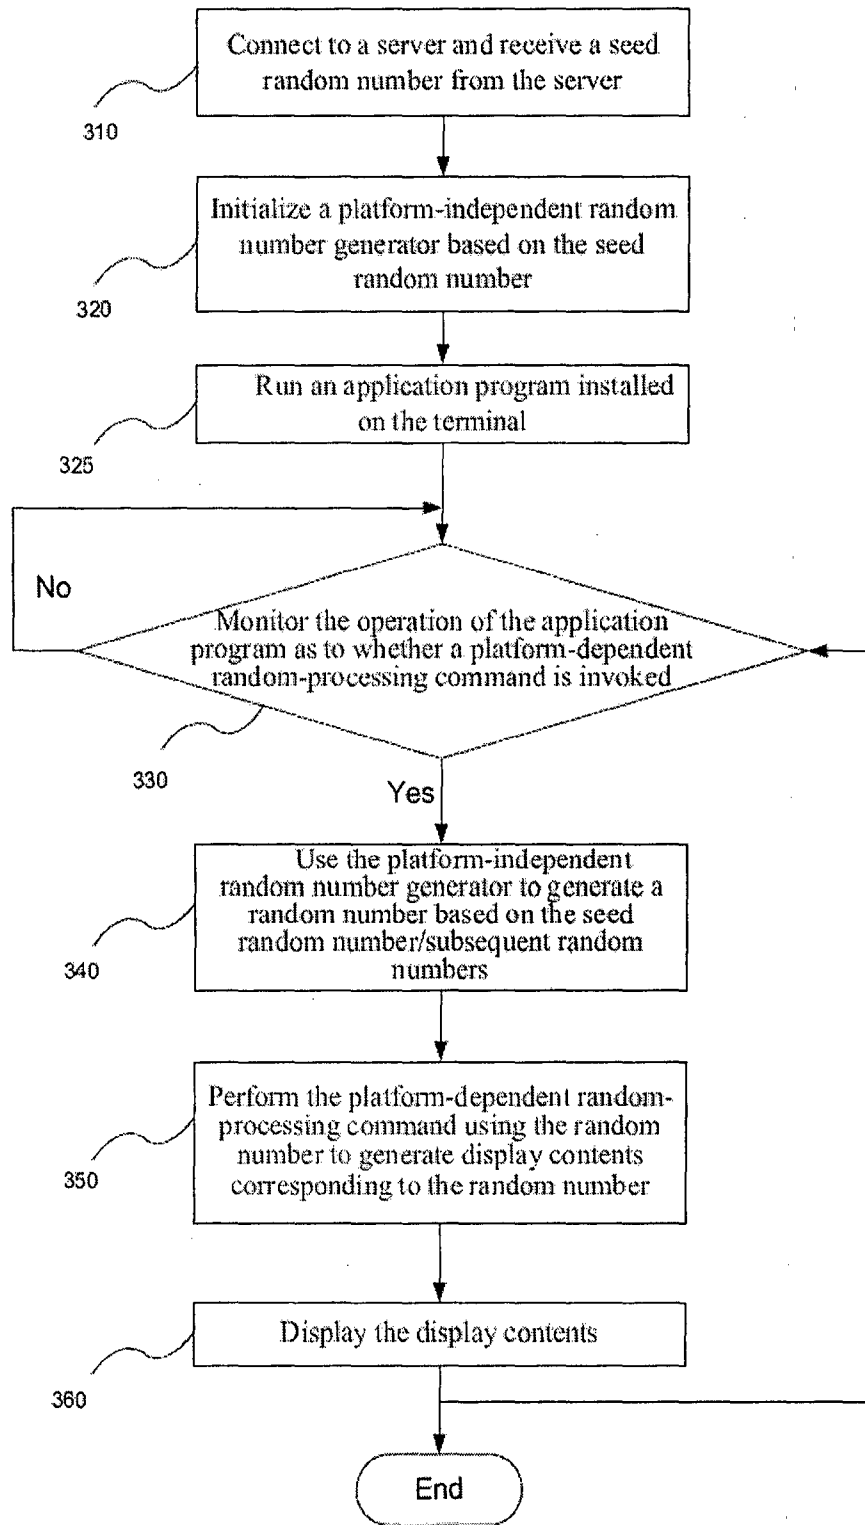 Connect to a server and receive a seed
random number from the server
310
Initialize a platform-independent random
number generator based on the seed
random number
320
Run an application program installed
on the terminal
325
No
Monitor the operation of the application
program as to whether a platform-dependent
random-processing command is invoked
330
Yes
Use the platform-independent
random number generator to generate a
random number based on the seed
random number/subsequent random
numbers
340
Perform the platform-dependent random-
processing command using the random
number to generate display contents
corresponding to the random number
350
Display the display contents
360
End